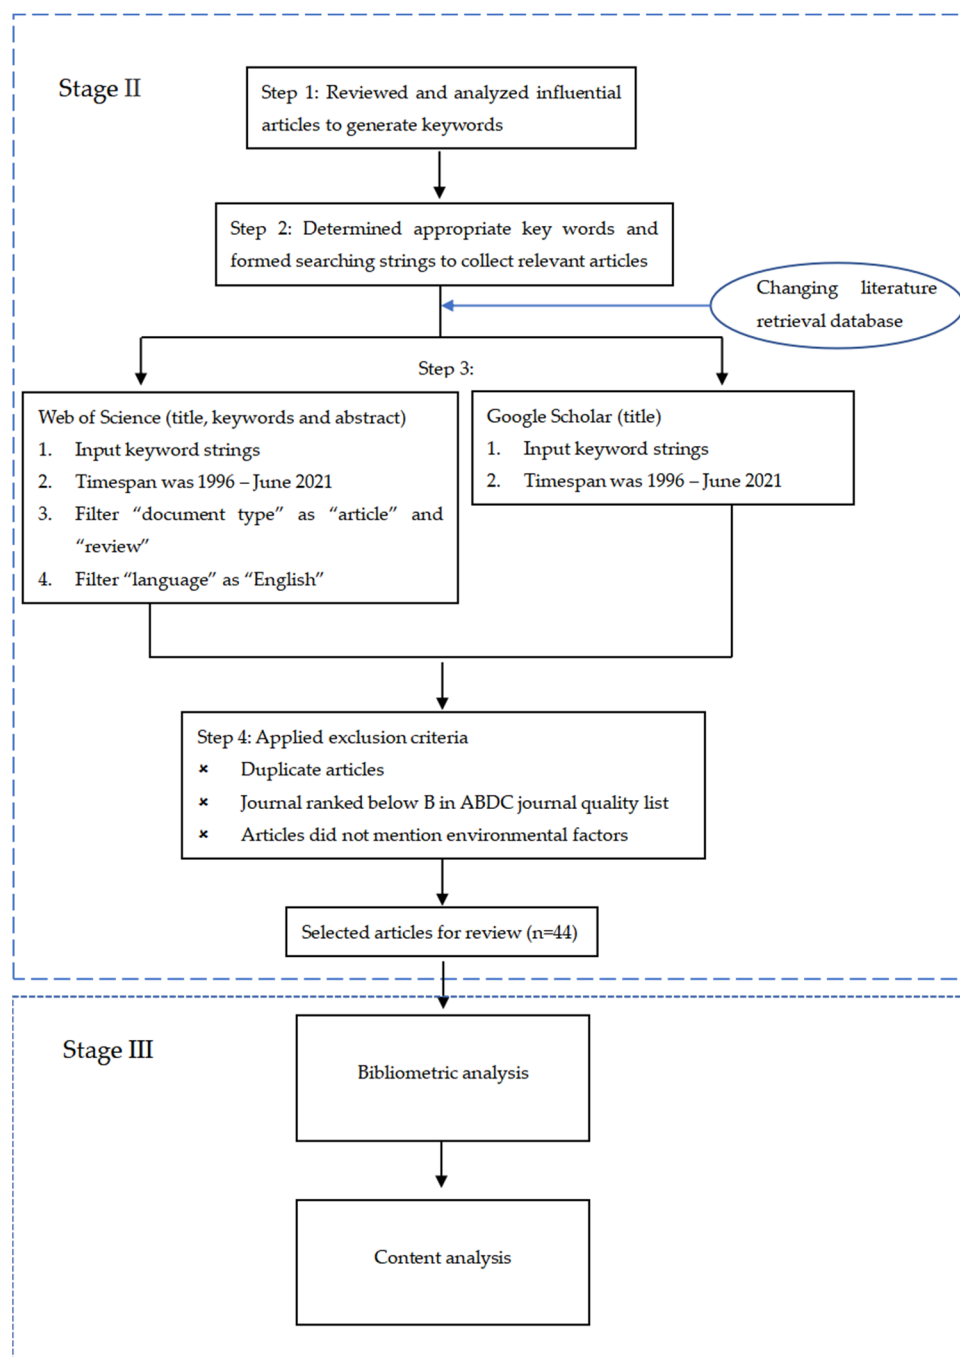 Stage II
Step 1: Reviewed and analyzed influential
articles to generate keywords
Step 2: Determined appropriate key words and
formed searching strings to collect relevant articles
Changing literature
retrieval database
Step 3:
Web of Science (title, keywords and abstract)
1. Input keyword strings
2. Timespan was 1996 – June 2021
3. Filter “document type” as “article” and
“review”
4. Filter “language” as “English”
Google Scholar (title)
1. Input keyword strings
2. Timespan was 1996 – June 2021
Step 4: Applied exclusion criteria
× Duplicate articles
× Journal ranked below B in ABDC journal quality list
× Articles did not mention environmental factors
Selected articles for review (n=44)
Stage III
Bibliometric analysis
Content analysis